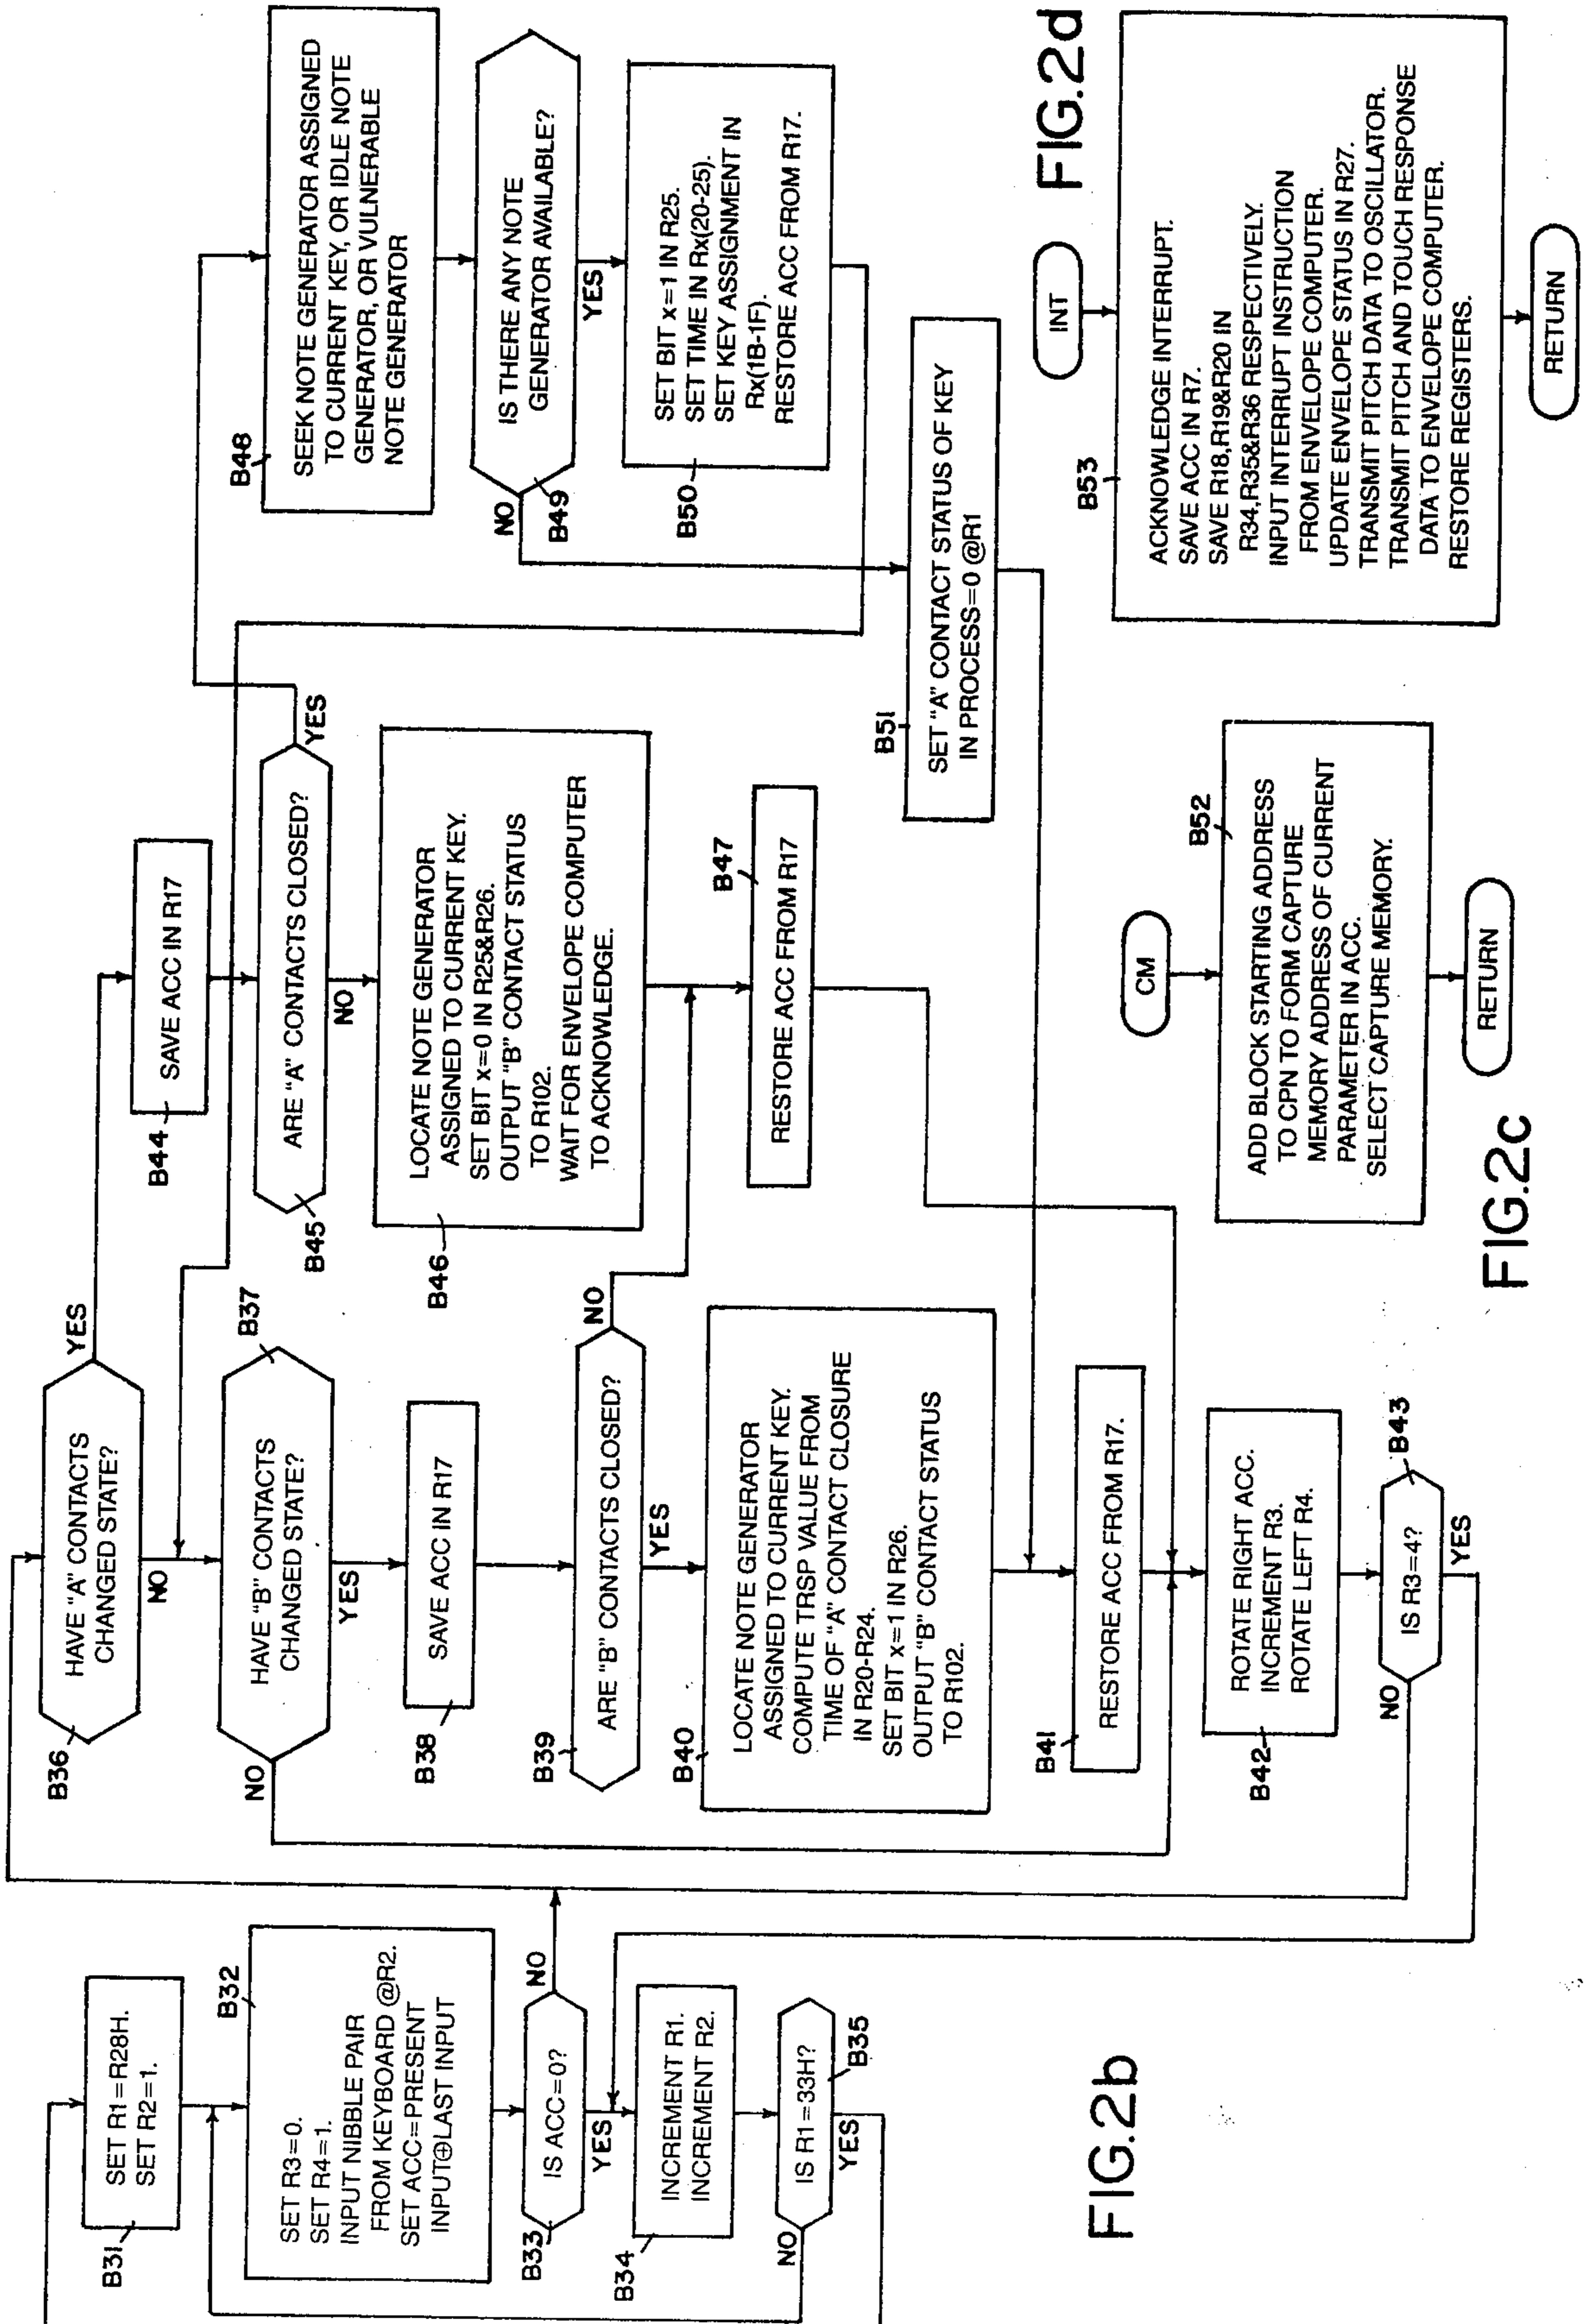 B31
SET R1=R28H.
SET R2=1.
B32
SET R3=0.
SET R4=1.
INPUT NIBBLE PAIR
FROM KEYBOARD @R2.
SET ACC=PRESENT
INPUT⊕LAST INPUT
B33
IS ACC=0?
NO
YES
B34
INCREMENT R1.
INCREMENT R2.
B35
IS R1=33H?
NO
YES
FIG.2b
B36
HAVE "A" CONTACTS
CHANGED STATE?
YES
NO
B37
HAVE "B" CONTACTS
CHANGED STATE?
NO
YES
B38
SAVE ACC IN R17
B39
ARE "B" CONTACTS CLOSED?
NO
YES
B40
LOCATE NOTE GENERATOR
ASSIGNED TO CURRENT KEY.
COMPUTE TRSP VALUE FROM
TIME OF "A" CONTACT CLOSURE
IN R20-R24.
SET BIT x=1 IN R26.
OUTPUT "B" CONTACT STATUS
TO R102.
B41
RESTORE ACC FROM R17.
B42
ROTATE RIGHT ACC.
INCREMENT R3.
ROTATE LEFT R4.
B43
IS R3=4?
NO
YES
B44
SAVE ACC IN R17
B45
ARE "A" CONTACTS CLOSED?
YES
NO
B46
LOCATE NOTE GENERATOR
ASSIGNED TO CURRENT KEY.
SET BIT x=0 IN R25&R26.
OUTPUT "B" CONTACT STATUS
TO R102.
WAIT FOR ENVELOPE COMPUTER
TO ACKNOWLEDGE.
B47
RESTORE ACC FROM R17
B48
SEEK NOTE GENERATOR ASSIGNED
TO CURRENT KEY, OR IDLE NOTE
GENERATOR, OR VULNERABLE
NOTE GENERATOR
B49
IS THERE ANY NOTE
GENERATOR AVAILABLE?
NO
YES
B50
SET BIT x=1 IN R25.
SET TIME IN Rx(20-25).
SET KEY ASSIGNMENT IN
Rx(1B-1F).
RESTORE ACC FROM R17.
B51
SET "A" CONTACT STATUS OF KEY
IN PROCESS=0 @R1
CM
B52
ADD BLOCK STARTING ADDRESS
TO CPN TO FORM CAPTURE
MEMORY ADDRESS OF CURRENT
PARAMETER IN ACC.
SELECT CAPTURE MEMORY.
RETURN
FIG.2c
INT
FIG.2d
B53
ACKNOWLEDGE INTERRUPT.
SAVE ACC IN R7.
SAVE R18,R19&R20 IN
R34,R35&R36 RESPECTIVELY.
INPUT INTERRUPT INSTRUCTION
FROM ENVELOPE COMPUTER.
UPDATE ENVELOPE STATUS IN R27.
TRANSMIT PITCH DATA TO OSCILLATOR.
TRANSMIT PITCH AND TOUCH RESPONSE
DATA TO ENVELOPE COMPUTER.
RESTORE REGISTERS.
RETURN